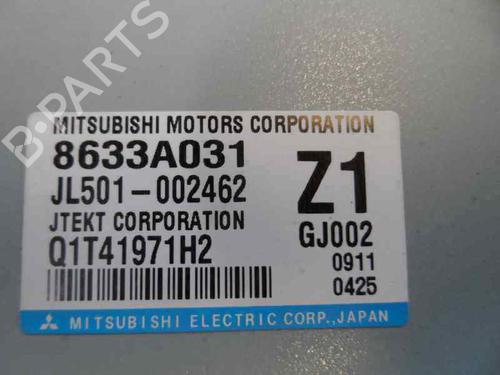 B-PARTS
MITSUBISHI MOTORS CORPORATION
8633A031
Z1
JL501-002462
JTEKT CORPORATION
GJ002
Q1T41971H2
0911
0425
MITSUBISHI ELECTRIC CORP., JAPAN